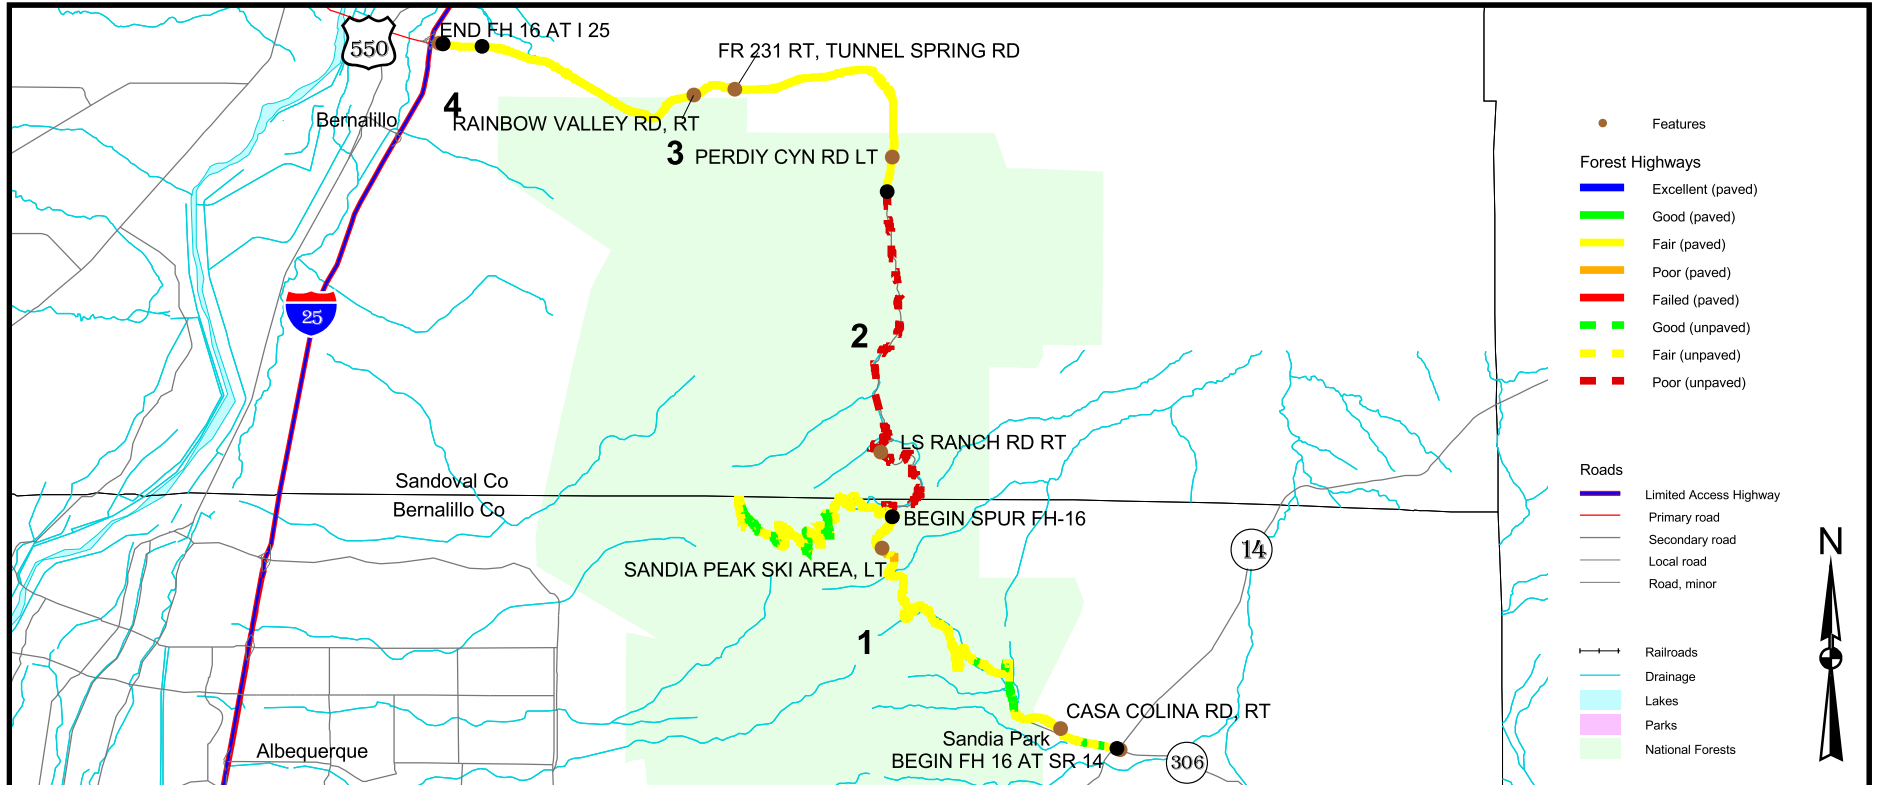 END FH 16 AT I 25
550
FR 231 RT, TUNNEL SPRING RD
4
Bernalillo
RAINBOW VALLEY RD, RT
3
PERDIY CYN RD LT
25
2
LS RANCH RD RT
Sandoval Co
Bernalillo Co
BEGIN SPUR FH-16
14
SANDIA PEAK SKI AREA, LT
1
CASA COLINA RD, RT
Sandia Park
Albequerque
BEGIN FH 16 AT SR 14
306
Features
Forest Highways
Excellent (paved)
Good (paved)
Fair (paved)
Poor (paved)
Failed (paved)
Good (unpaved)
Fair (unpaved)
Poor (unpaved)
Roads
Limited Access Highway
Primary road
Secondary road
Local road
Road, minor
Railroads
Drainage
Lakes
Parks
National Forests
N